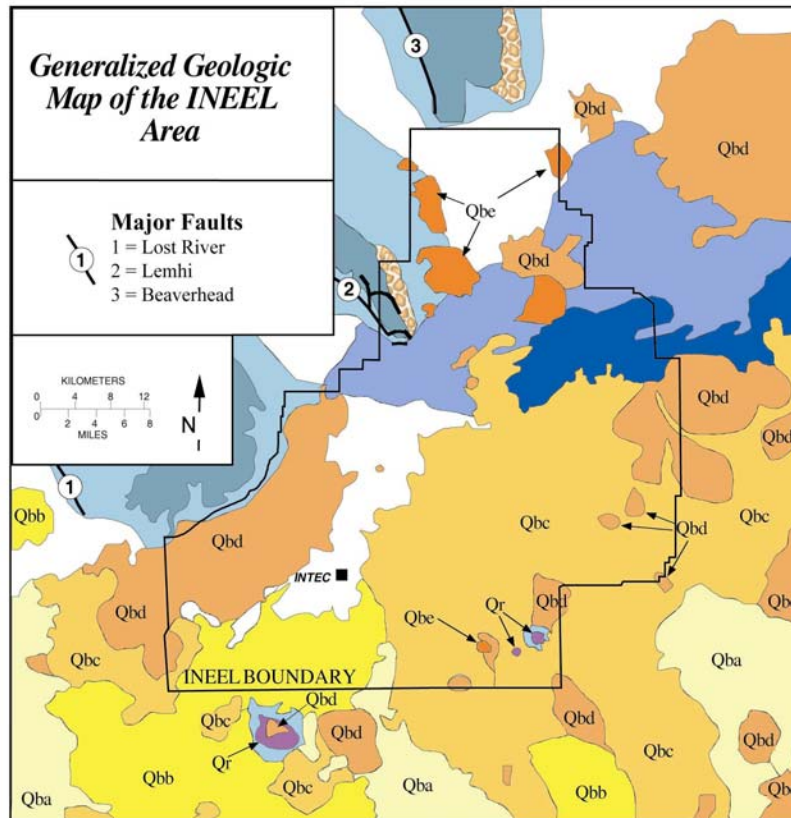 Generalized Geologic
Map of the INEEL
Area
Major Faults
1
1 = Lost River
2 = Lemhi
3 = Beaverhead
KILOMETERS
0 4 8 12
0 2 4 6 8
MILES
N
3
Qbd
Qbd
Qbe
Qbd
2
Qbd
Qbd
1
Qbb
Qbc
Qbc
Qbd
Qbd
INTEC
Qbd
Qbe
Qr
Qbd
Qbd
Qbc
Qba
INEEL BOUNDARY
Qbd
Qbc
Qbd
Qbd
Qbc
Qbd
Qr
Qbb
Qbc
Qba
Qba
Qbb